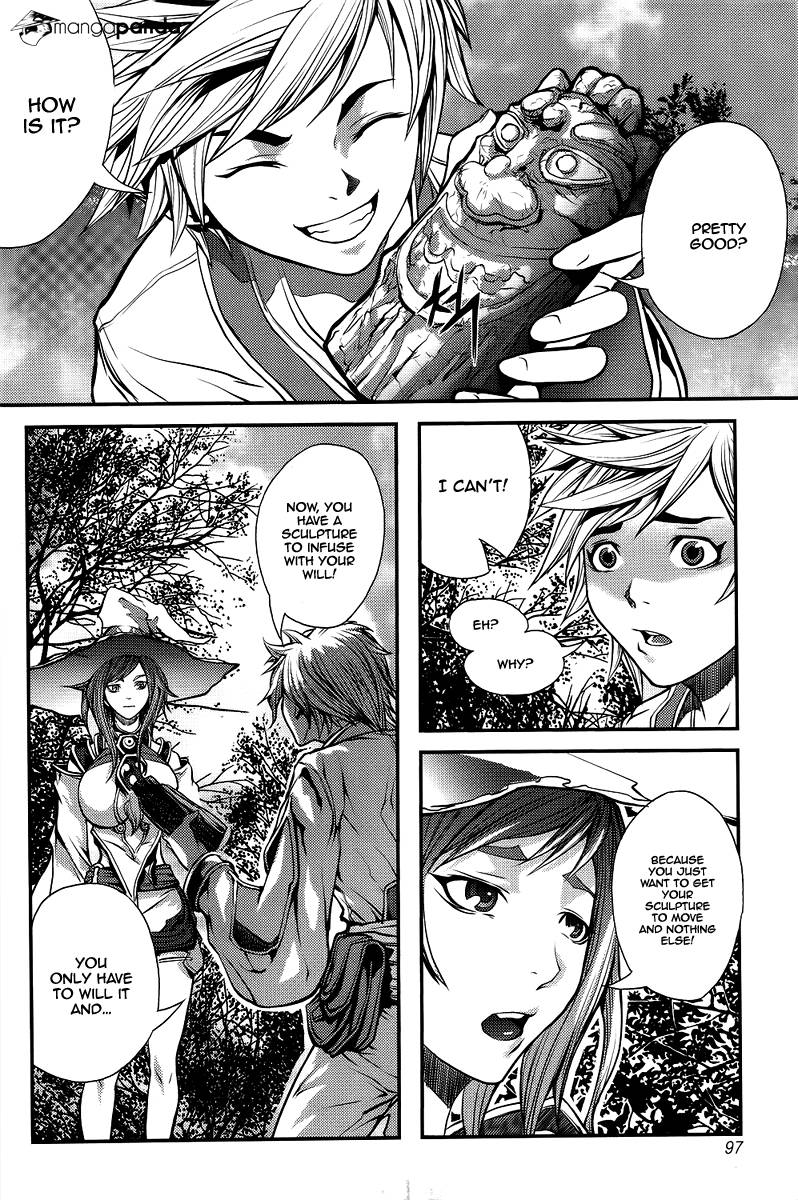 mangapanda
HOW
IS IT?
PRETTY
GOOD?
NOW, YOU
HAVE A
SCULPTURE
TO INFUSE
WITH YOUR
WILL!
YOU
ONLY HAVE
TO WILL IT
AND...
I CAN'T!
EH?
WHY?
BECAUSE
YOU JUST
WANT TO GET
YOUR
SCULPTURE
TO MOVE
AND NOTHING
ELSE!
97